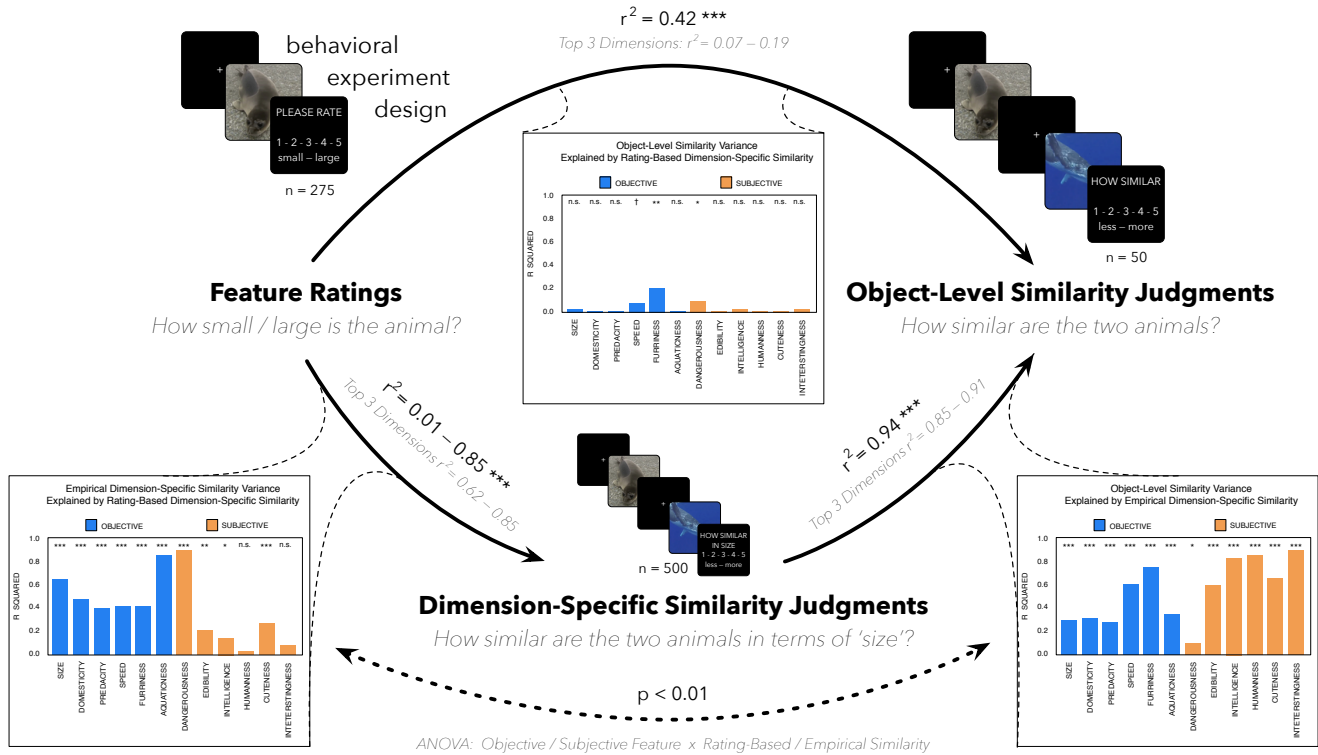 r² = 0.42 ***
Top 3 Dimensions: r² = 0.07 – 0.19
behavioral
experiment
design
+
PLEASE RATE
1 - 2 - 3 - 4 - 5
small – large
n = 275
+
+
HOW SIMILAR
1 - 2 - 3 - 4 - 5
less – more
n = 50
Object-Level Similarity Variance
Explained by Rating-Based Dimension-Specific Similarity
OBJECTIVE
SUBJECTIVE
R SQUARED
1.0
0.8
0.6
0.4
0.2
0.0
n.s. n.s. n.s. † ** n.s. * n.s. n.s. n.s. n.s. n.s.
SIZE
DOMESTICITY
PREDACITY
SPEED
FURRINESS
AQUATICNESS
DANGEROUSNESS
EDIBILITY
INTELLIGENCE
HUMANNESS
CUTENESS
INTETERSTINGNESS
Feature Ratings
How small / large is the animal?
Object-Level Similarity Judgments
How similar are the two animals?
r² = 0.01 – 0.85 ***
Top 3 Dimensions r² = 0.62 – 0.85
r² = 0.94 ***
Top 3 Dimensions r² = 0.85 – 0.91
+
+
HOW SIMILAR
IN SIZE
1 - 2 - 3 - 4 - 5
less – more
n = 500
Dimension-Specific Similarity Judgments
How similar are the two animals in terms of ‘size’?
Empirical Dimension-Specific Similarity Variance
Explained by Rating-Based Dimension-Specific Similarity
OBJECTIVE
SUBJECTIVE
R SQUARED
1.0
0.8
0.6
0.4
0.2
0.0
*** *** *** *** *** *** *** ** * n.s. *** n.s.
SIZE
DOMESTICITY
PREDACITY
SPEED
FURRINESS
AQUATICNESS
DANGEROUSNESS
EDIBILITY
INTELLIGENCE
HUMANNESS
CUTENESS
INTETERSTINGNESS
Object-Level Similarity Variance
Explained by Empirical Dimension-Specific Similarity
OBJECTIVE
SUBJECTIVE
R SQUARED
1.0
0.8
0.6
0.4
0.2
0.0
*** *** *** *** *** *** * *** *** *** *** ***
SIZE
DOMESTICITY
PREDACITY
SPEED
FURRINESS
AQUATICNESS
DANGEROUSNESS
EDIBILITY
INTELLIGENCE
HUMANNESS
CUTENESS
INTETERSTINGNESS
p < 0.01
ANOVA: Objective / Subjective Feature x Rating-Based / Empirical Similarity